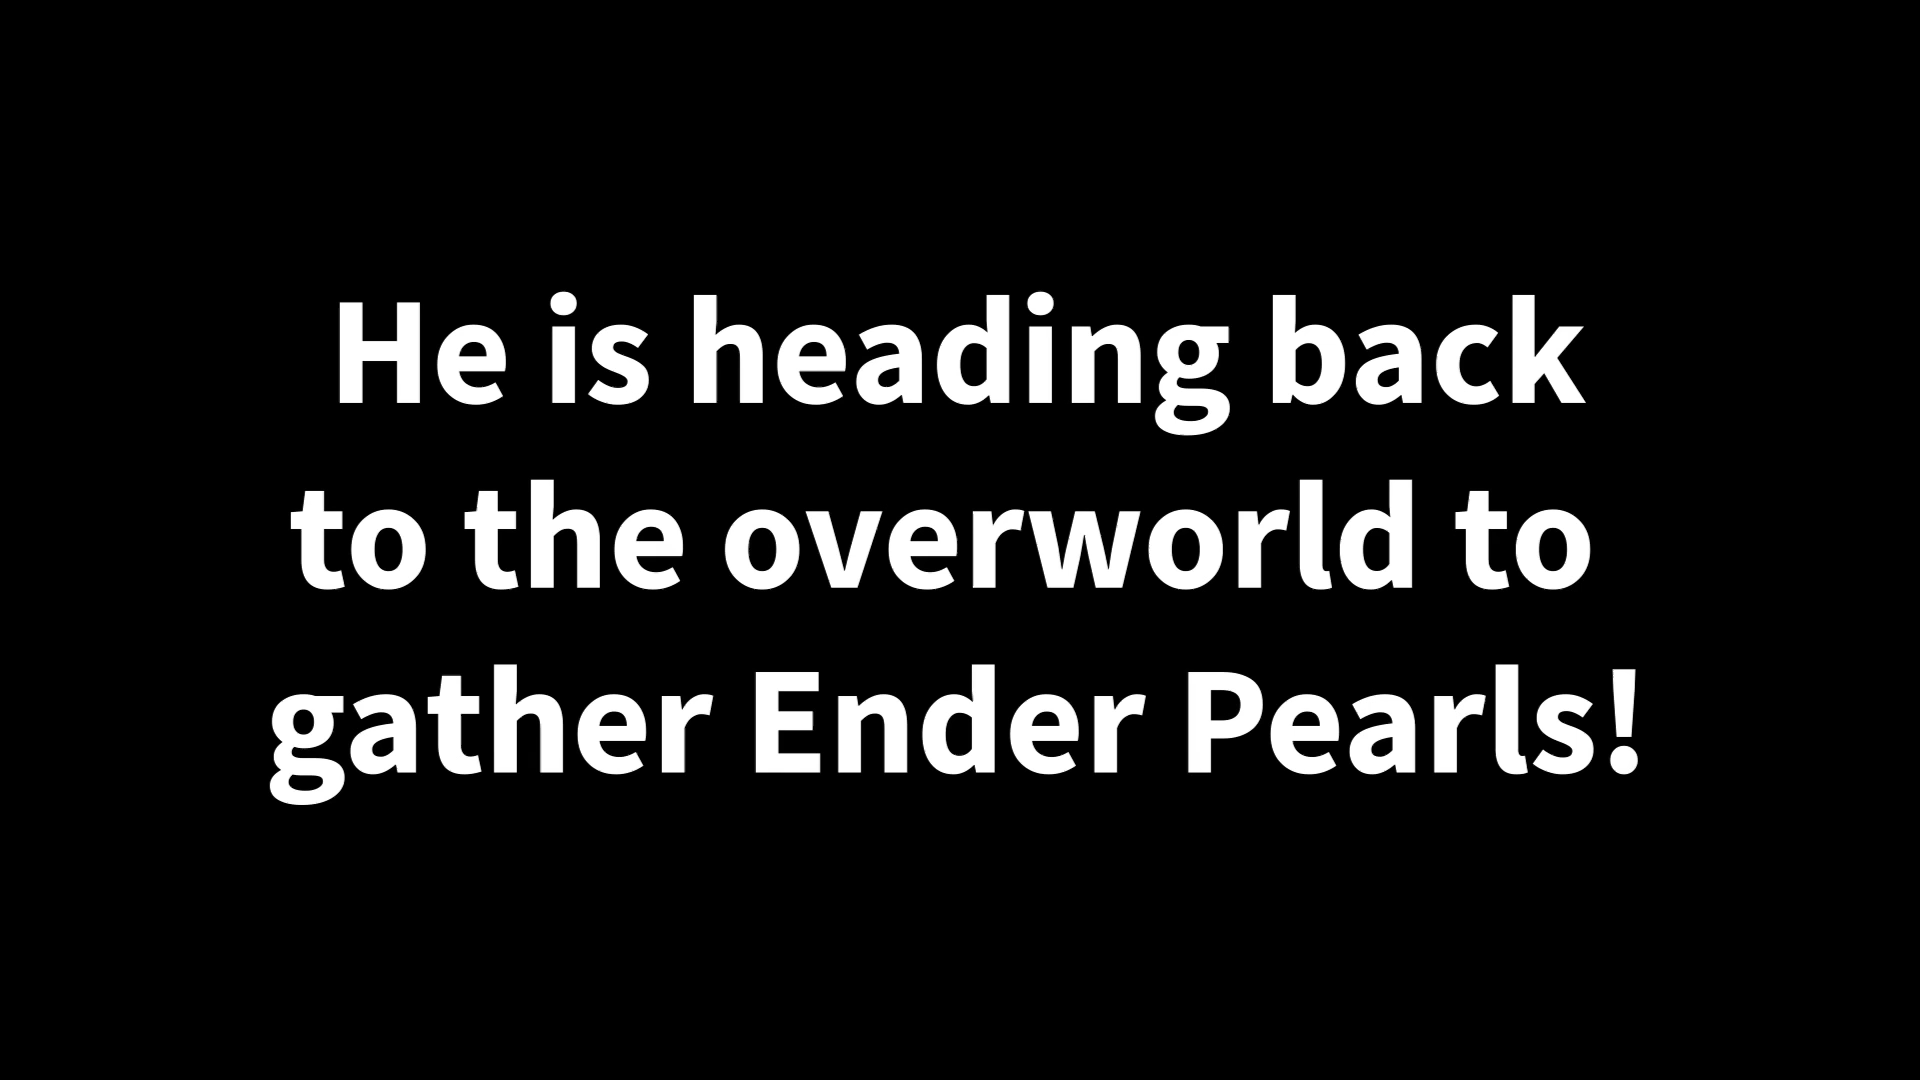 He is heading back
to the overworld to
gather Ender Pearls!